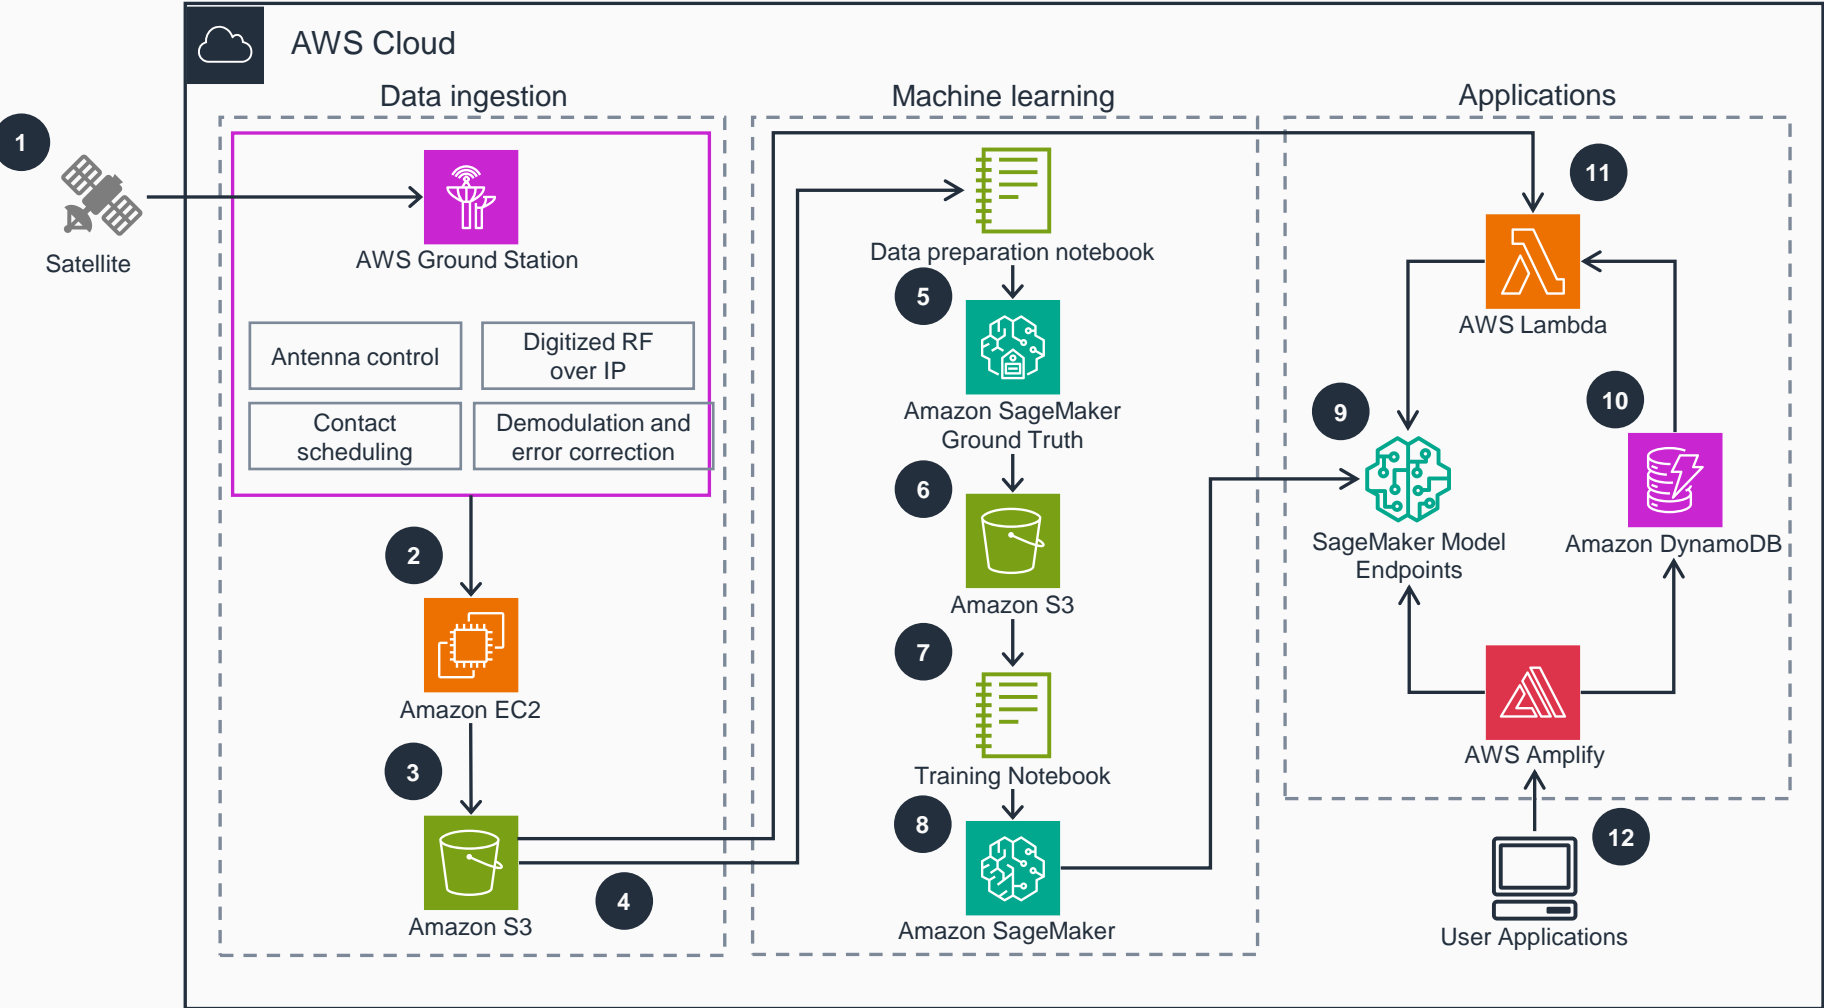 AWS Cloud
Data ingestion
Machine learning
Applications
1
Satellite
AWS Ground Station
Antenna control
Digitized RF
over IP
Contact
scheduling
Demodulation and
error correction
2
Amazon EC2
3
Amazon S3
4
Data preparation notebook
5
Amazon SageMaker
Ground Truth
6
Amazon S3
7
Training Notebook
8
Amazon SageMaker
11
AWS Lambda
9
10
SageMaker Model
Endpoints
Amazon DynamoDB
AWS Amplify
12
User Applications